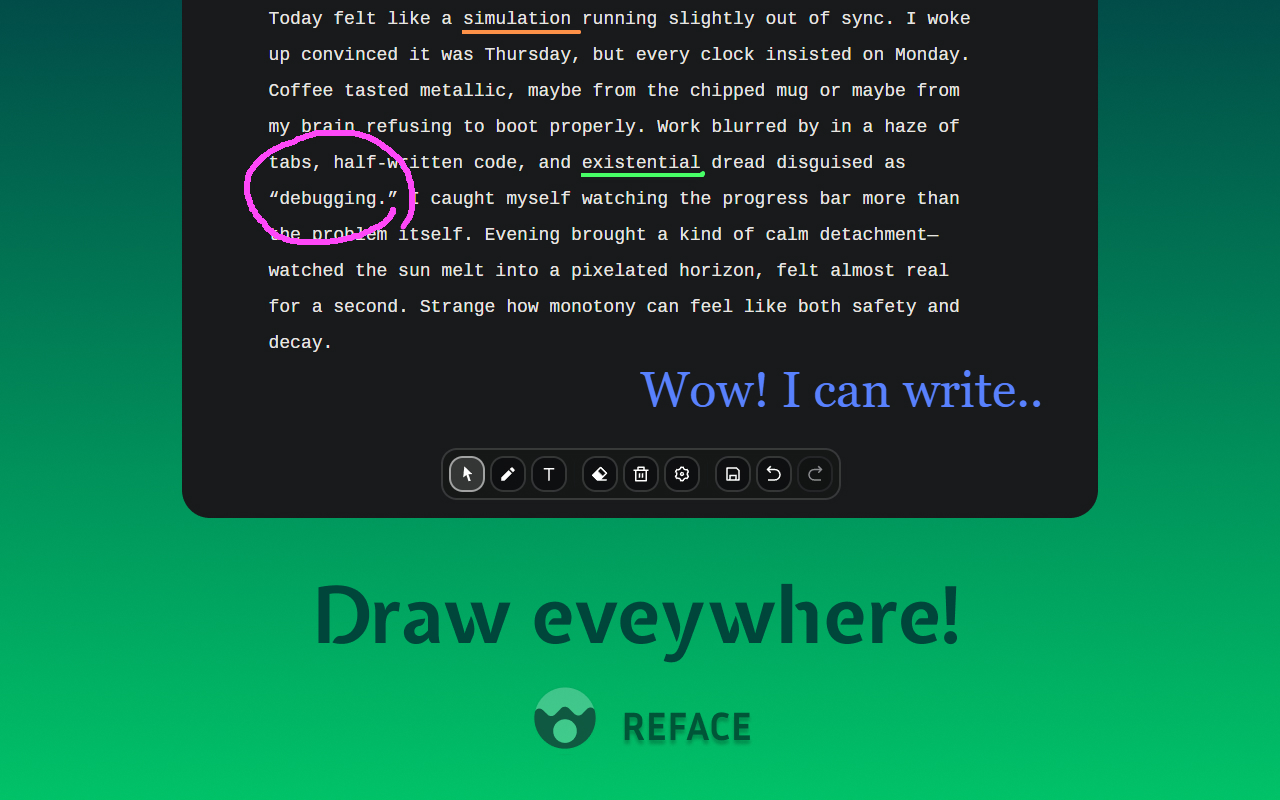 Today felt like a simulation running slightly out of sync. I woke
up convinced it was Thursday, but every clock insisted on Monday.
Coffee tasted metallic, maybe from the chipped mug or maybe from
my brain refusing to boot properly. Work blurred by in a haze of
tabs, half-written code, and existential dread disguised as
“debugging.” I caught myself watching the progress bar more than
the problem itself. Evening brought a kind of calm detachment—
watched the sun melt into a pixelated horizon, felt almost real
for a second. Strange how monotony can feel like both safety and
decay.
Wow! I can write..
T
Draw eveywhere!
REFACE